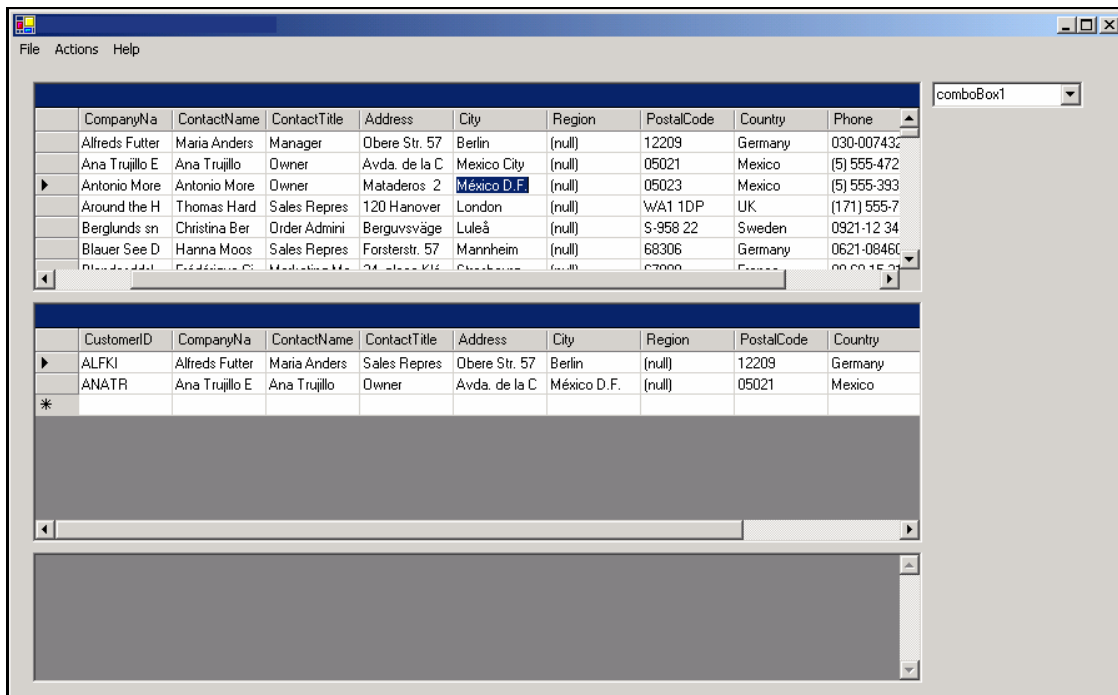 File Actions Help
comboBox1
CompanyNa ContactName ContactTitle Address City Region PostalCode Country Phone
Alfreds Futter Maria Anders Manager Obere Str. 57 Berlin (null) 12209 Germany 030-007432
Ana Trujillo E Ana Trujillo Owner Avda. de la C Mexico City (null) 05021 Mexico (5) 555-472
Antonio More Antonio More Owner Mataderos 2 México D.F. (null) 05023 Mexico (5) 555-393
Around the H Thomas Hard Sales Repres 120 Hanover London (null) WA1 1DP UK (171) 555-7
Berglunds sn Christina Ber Order Admini Berguvsväge Luleå (null) S-958 22 Sweden 0921-12 34
Blauer See D Hanna Moos Sales Repres Forsterstr. 57 Mannheim (null) 68306 Germany 0621-08460
CustomerID CompanyNa ContactName ContactTitle Address City Region PostalCode Country
ALFKI Alfreds Futter Maria Anders Sales Repres Obere Str. 57 Berlin (null) 12209 Germany
ANATR Ana Trujillo E Ana Trujillo Owner Avda. de la C México D.F. (null) 05021 Mexico